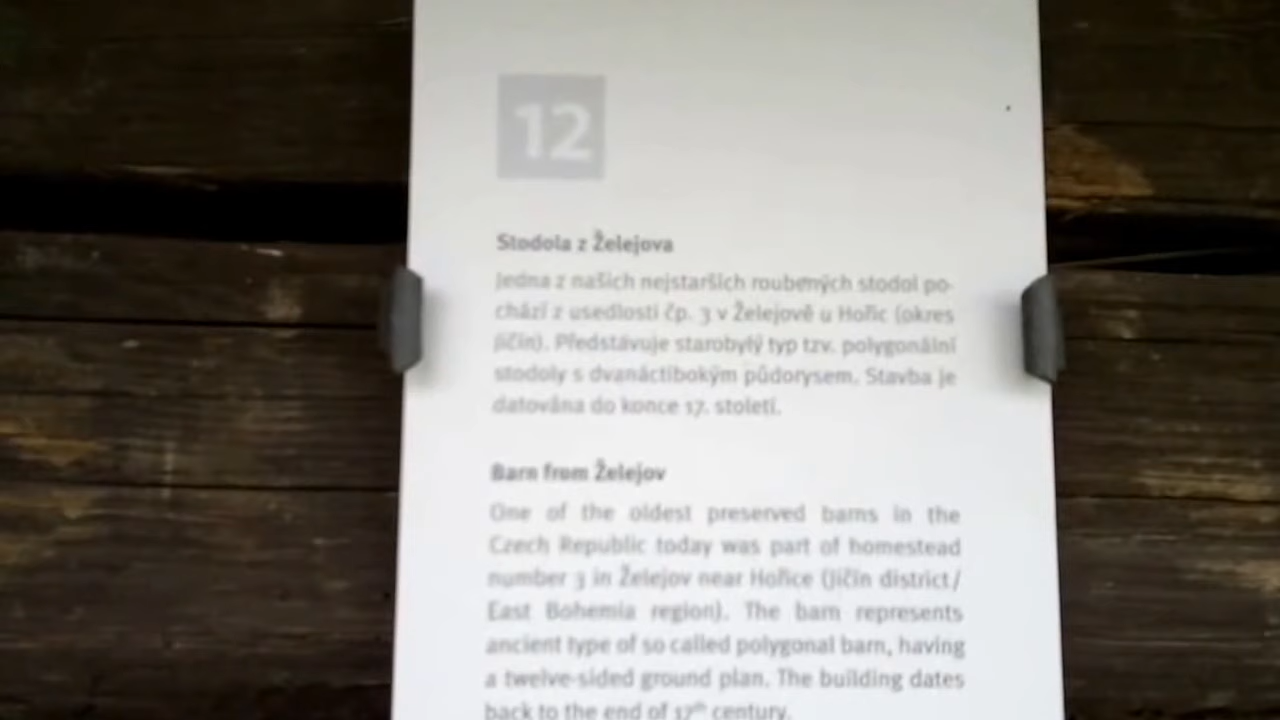 12
Stodola z Želejova
Jedna z našich nejstarších roubených stodol po-
chází z usedlosti čp. 3 v Želejově u Hořic (okres
Jičín). Představuje starobylý typ tzv. polygonální
stodoly s dvanáctibokým půdorysem. Stavba je
datována do konce 17. století.
Barn from Želejov
One of the oldest preserved barns in the
Czech Republic today was part of homestead
number 3 in Želejov near Hořice (Jičín district/
East Bohemia region). The barn represents
ancient type of so called polygonal barn, having
a twelve-sided ground plan. The building dates
back to the end of 17th century.